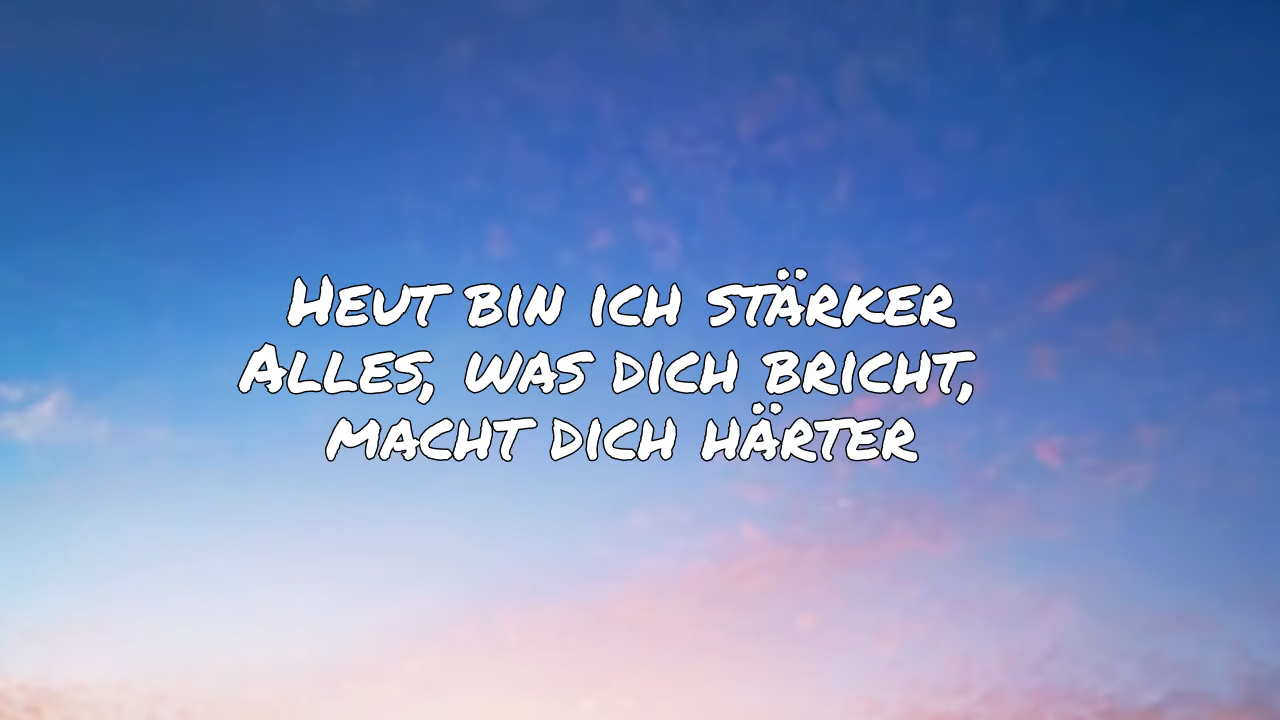 Heut bin ich stärker
Alles, was dich bricht,
macht dich härter